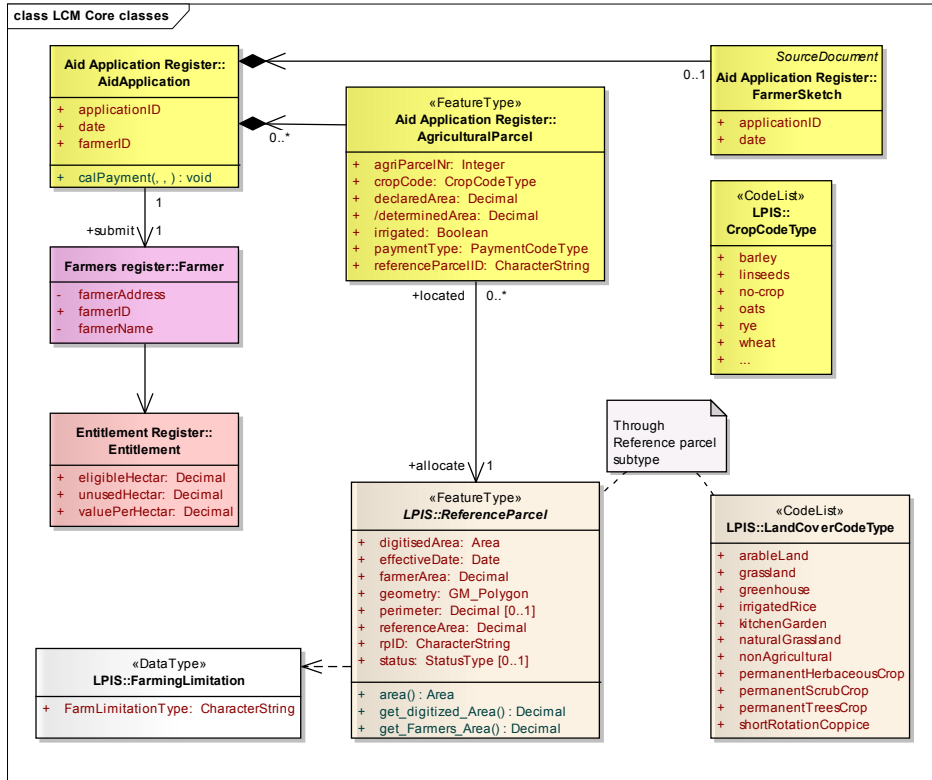 class LCM Core classes
Aid Application Register::
AidApplication
+ applicationID
+ date
+ farmerID
+ calPayment(, , ) : void
0..1
SourceDocument
Aid Application Register::
FarmerSketch
+ applicationID
+ date
0..*
«FeatureType»
Aid Application Register::
AgriculturalParcel
+ agriParcelNr: Integer
+ cropCode: CropCodeType
+ declaredArea: Decimal
+ /determinedArea: Decimal
+ irrigated: Boolean
+ paymentType: PaymentCodeType
+ referenceParcelID: CharacterString
«CodeList»
LPIS::
CropCodeType
+ barley
+ linseeds
+ no-crop
+ oats
+ rye
+ wheat
+ ...
1
+submit
1
Farmers register::Farmer
- farmerAddress
+ farmerID
- farmerName
+located
0..*
Entitlement Register::
Entitlement
+ eligibleHectar: Decimal
+ unusedHectar: Decimal
+ valuePerHectar: Decimal
Through
Reference parcel
subtype
+allocate
1
«FeatureType»
LPIS::ReferenceParcel
+ digitisedArea: Area
+ effectiveDate: Date
+ farmerArea: Decimal
+ geometry: GM_Polygon
+ perimeter: Decimal [0..1]
+ referenceArea: Decimal
+ rpID: CharacterString
+ status: StatusType [0..1]
+ area() : Area
+ get_digitized_Area() : Decimal
+ get_Farmers_Area() : Decimal
«CodeList»
LPIS::LandCoverCodeType
+ arableLand
+ grassland
+ greenhouse
+ irrigatedRice
+ kitchenGarden
+ naturalGrassland
+ nonAgricultural
+ permanentHerbaceousCrop
+ permanentScrubCrop
+ permanentTreesCrop
+ shortRotationCoppice
«DataType»
LPIS::FarmingLimitation
+ FarmLimitationType: CharacterString